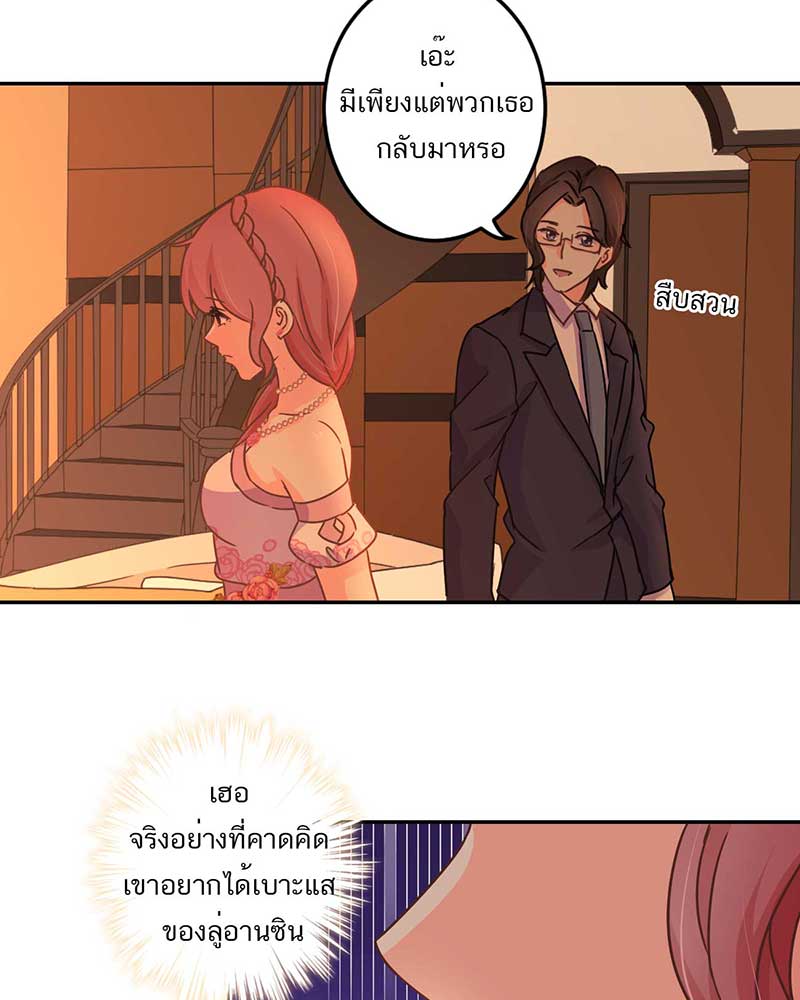 เอ๊ะ
มีเพียงแต่พวกเธอ
กลับมาหรอ
สืบสวน
เฮอ
จริงอย่างที่คาดคิด
เขาอยากได้เบาะแส
ของลู่อานซิน